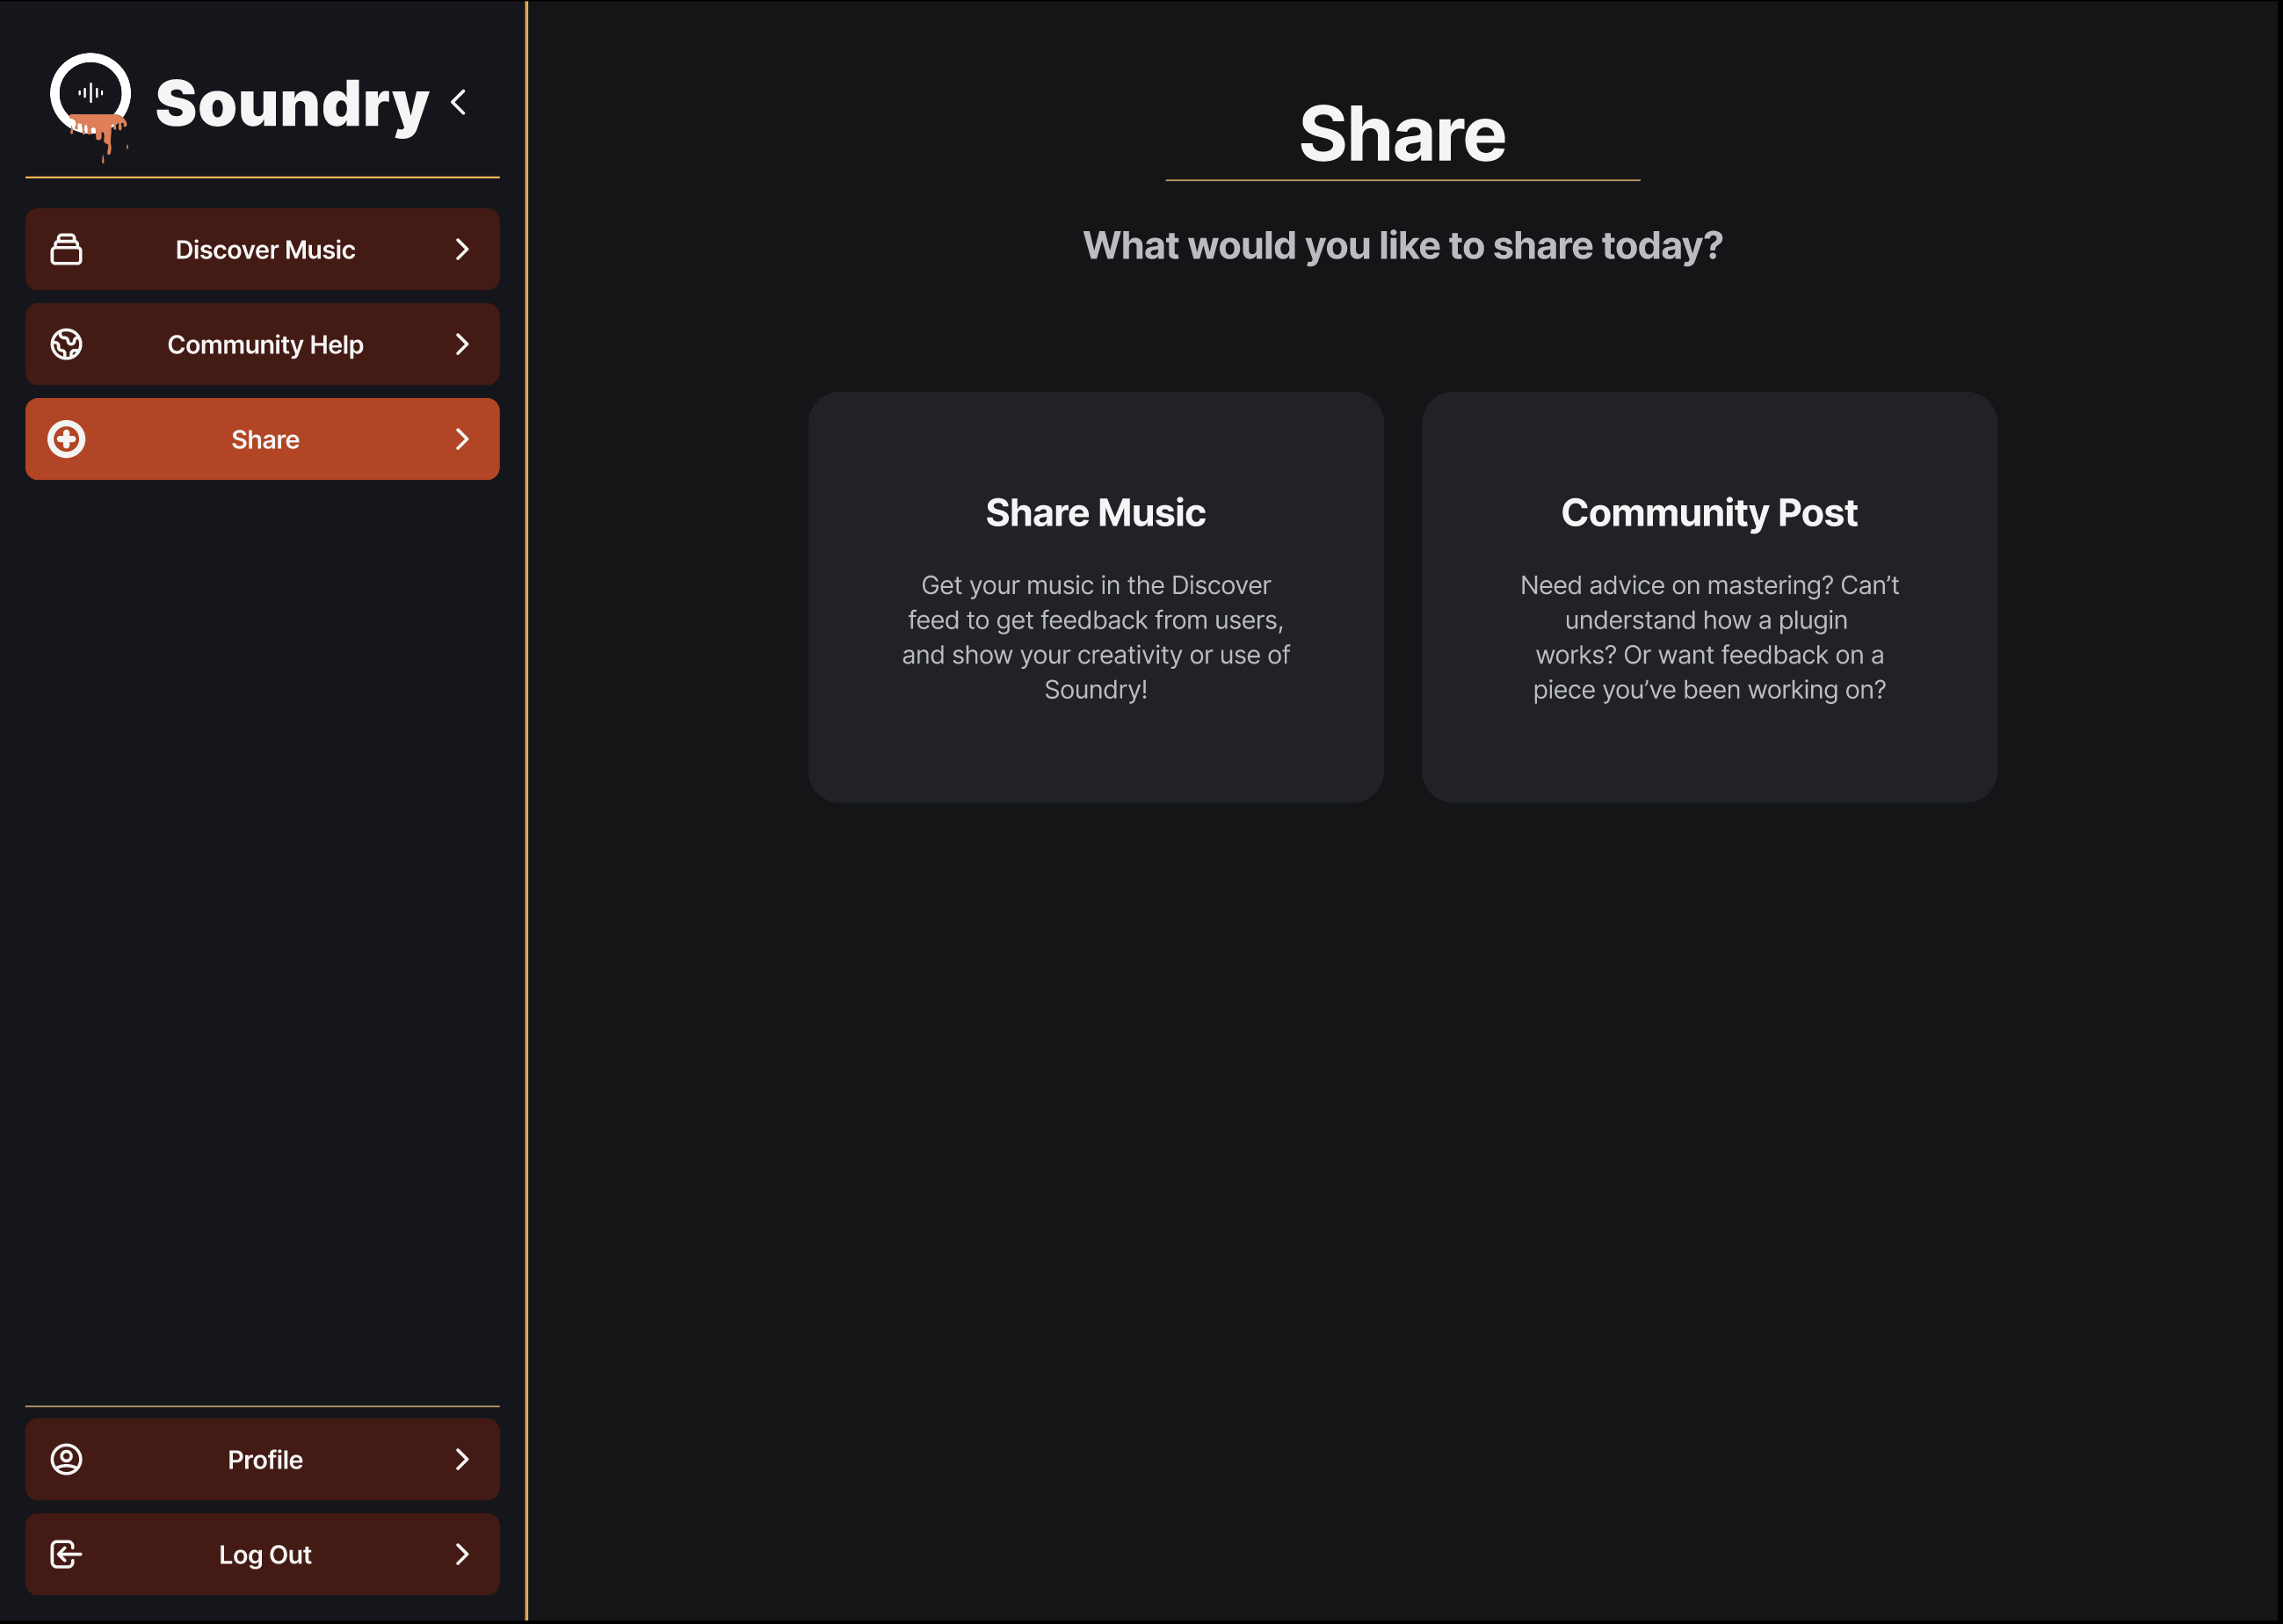 Soundry
Discover Music
Community Help
Share
Profile
Log Out
Share
What would you like to share today?
Share Music
Get your music in the Discover
feed to get feedback from users,
and show your creativity or use of
Soundry!
Community Post
Need advice on mastering? Can’t
understand how a plugin
works? Or want feedback on a
piece you’ve been working on?